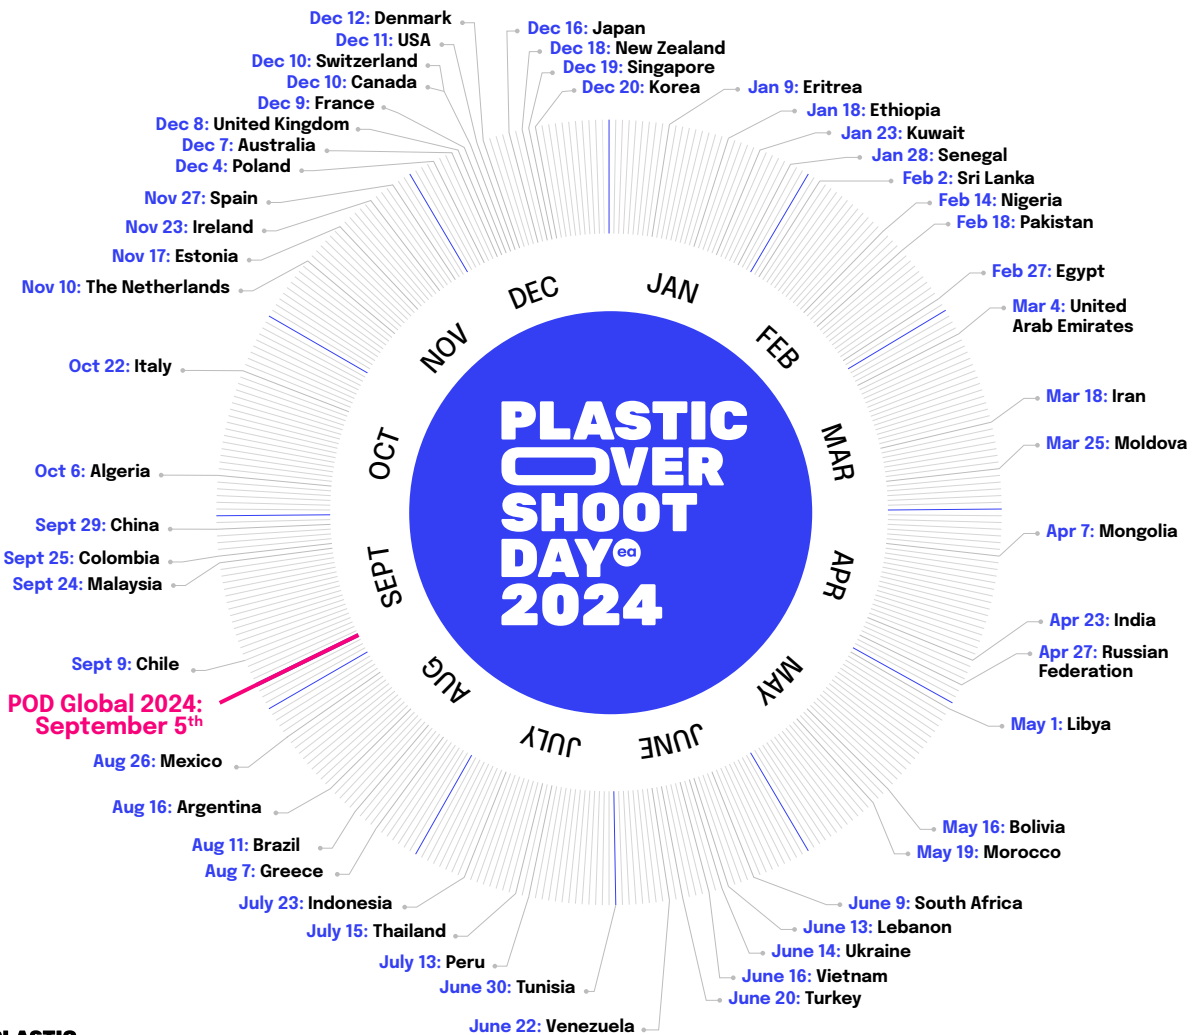 Dec 12: Denmark
Dec 11: USA
Dec 10: Switzerland
Dec 10: Canada
Dec 9: France
Dec 8: United Kingdom
Dec 7: Australia
Dec 4: Poland
Nov 27: Spain
Nov 23: Ireland
Nov 17: Estonia
Nov 10: The Netherlands
Oct 22: Italy
Oct 6: Algeria
Sept 29: China
Sept 25: Colombia
Sept 24: Malaysia
Sept 9: Chile
POD Global 2024:
September 5th
Aug 26: Mexico
Aug 16: Argentina
Aug 11: Brazil
Aug 7: Greece
July 23: Indonesia
July 15: Thailand
July 13: Peru
June 30: Tunisia
June 22: Venezuela
Dec 16: Japan
Dec 18: New Zealand
Dec 19: Singapore
Dec 20: Korea
Jan 9: Eritrea
Jan 18: Ethiopia
Jan 23: Kuwait
Jan 28: Senegal
Feb 2: Sri Lanka
Feb 14: Nigeria
Feb 18: Pakistan
Feb 27: Egypt
Mar 4: United
Arab Emirates
Mar 18: Iran
Mar 25: Moldova
Apr 7: Mongolia
Apr 23: India
Apr 27: Russian
Federation
May 1: Libya
May 16: Bolivia
May 19: Morocco
June 9: South Africa
June 13: Lebanon
June 14: Ukraine
June 16: Vietnam
June 20: Turkey
JAN
FEB
MAR
APR
MAY
JUNE
JULY
AUG
SEPT
OCT
NOV
DEC
PLASTIC
OVER
SHOOT
DAY ea
2024
PLASTIC